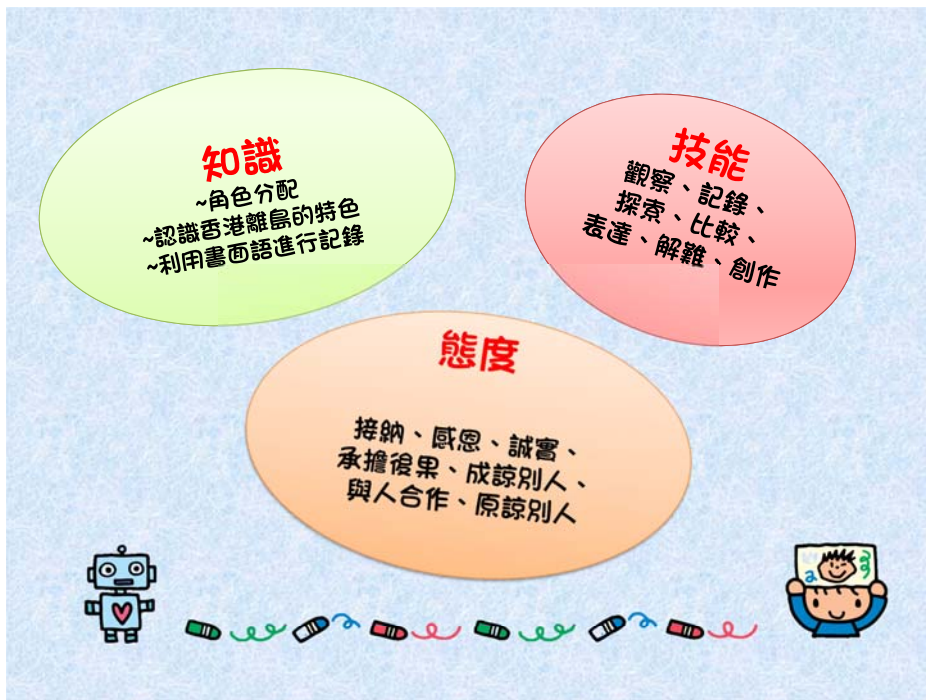 知識
~角色分配
~認識香港離島的特色
~利用書面語進行記錄
技能
觀察、記錄、
探索、比較、
表達、解難、創作
態度
接納、感恩、誠實、
承擔後果、成諒別人、
與人合作、原諒別人